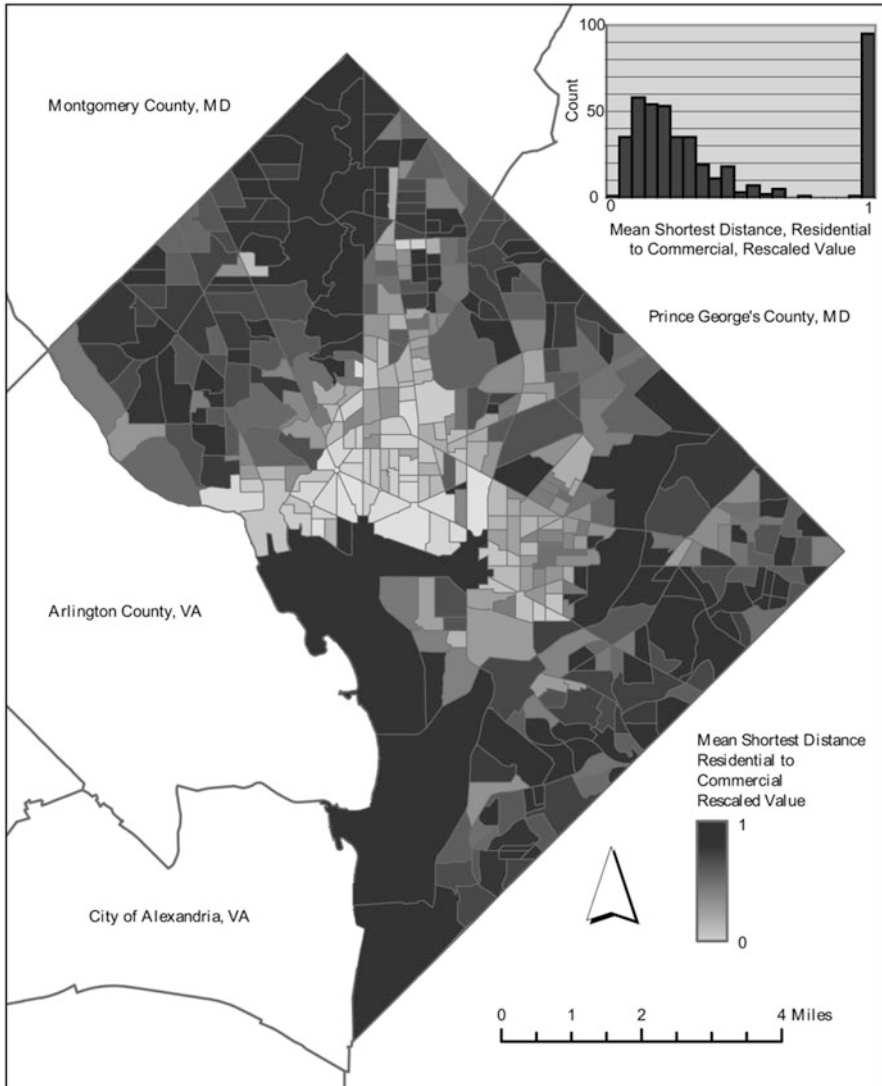 100
Montgomery County, MD
Count
50
0
0
1
Mean Shortest Distance, Residential
to Commercial, Rescaled Value
Prince George's County, MD
Arlington County, VA
Mean Shortest Distance
Residential to
Commercial
Rescaled Value
1
0
City of Alexandria, VA
0 1 2 4 Miles